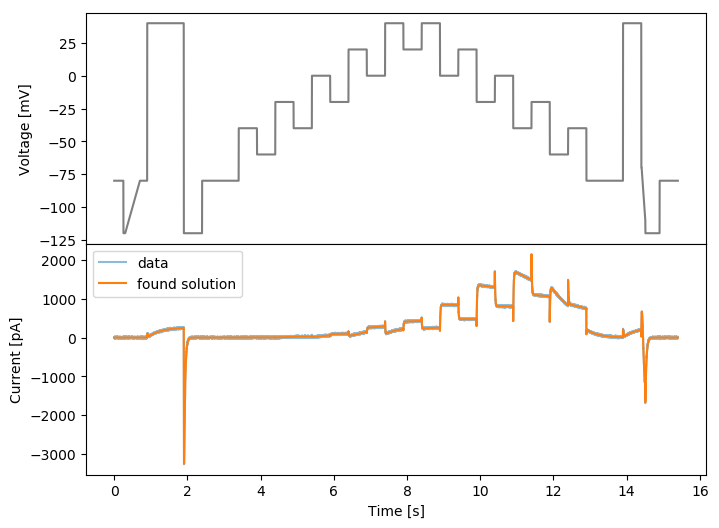 25
0
−25
−50
−75
−100
−125
Voltage [mV]
data
found solution
2000
1000
0
−1000
−2000
−3000
Current [pA]
0 2 4 6 8 10 12 14 16
Time [s]